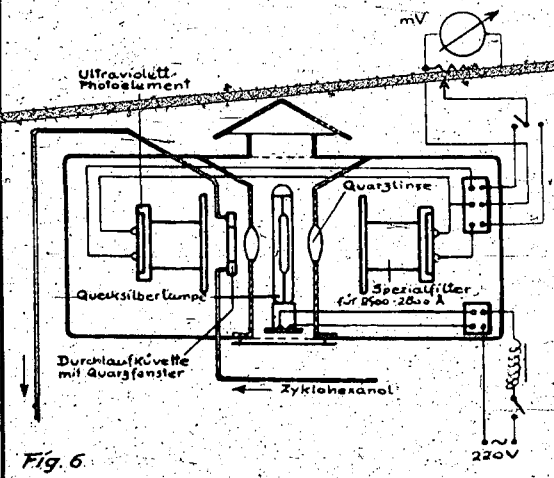 mV
Ultraviolett-
Photoelement
Quarzlinse
Quecksilberlampe
Spezialfilter
für 2500-2800 Å
Durchlaufküvette
mit Quarzfenster
Zyklohexanol
220V
Fig. 6